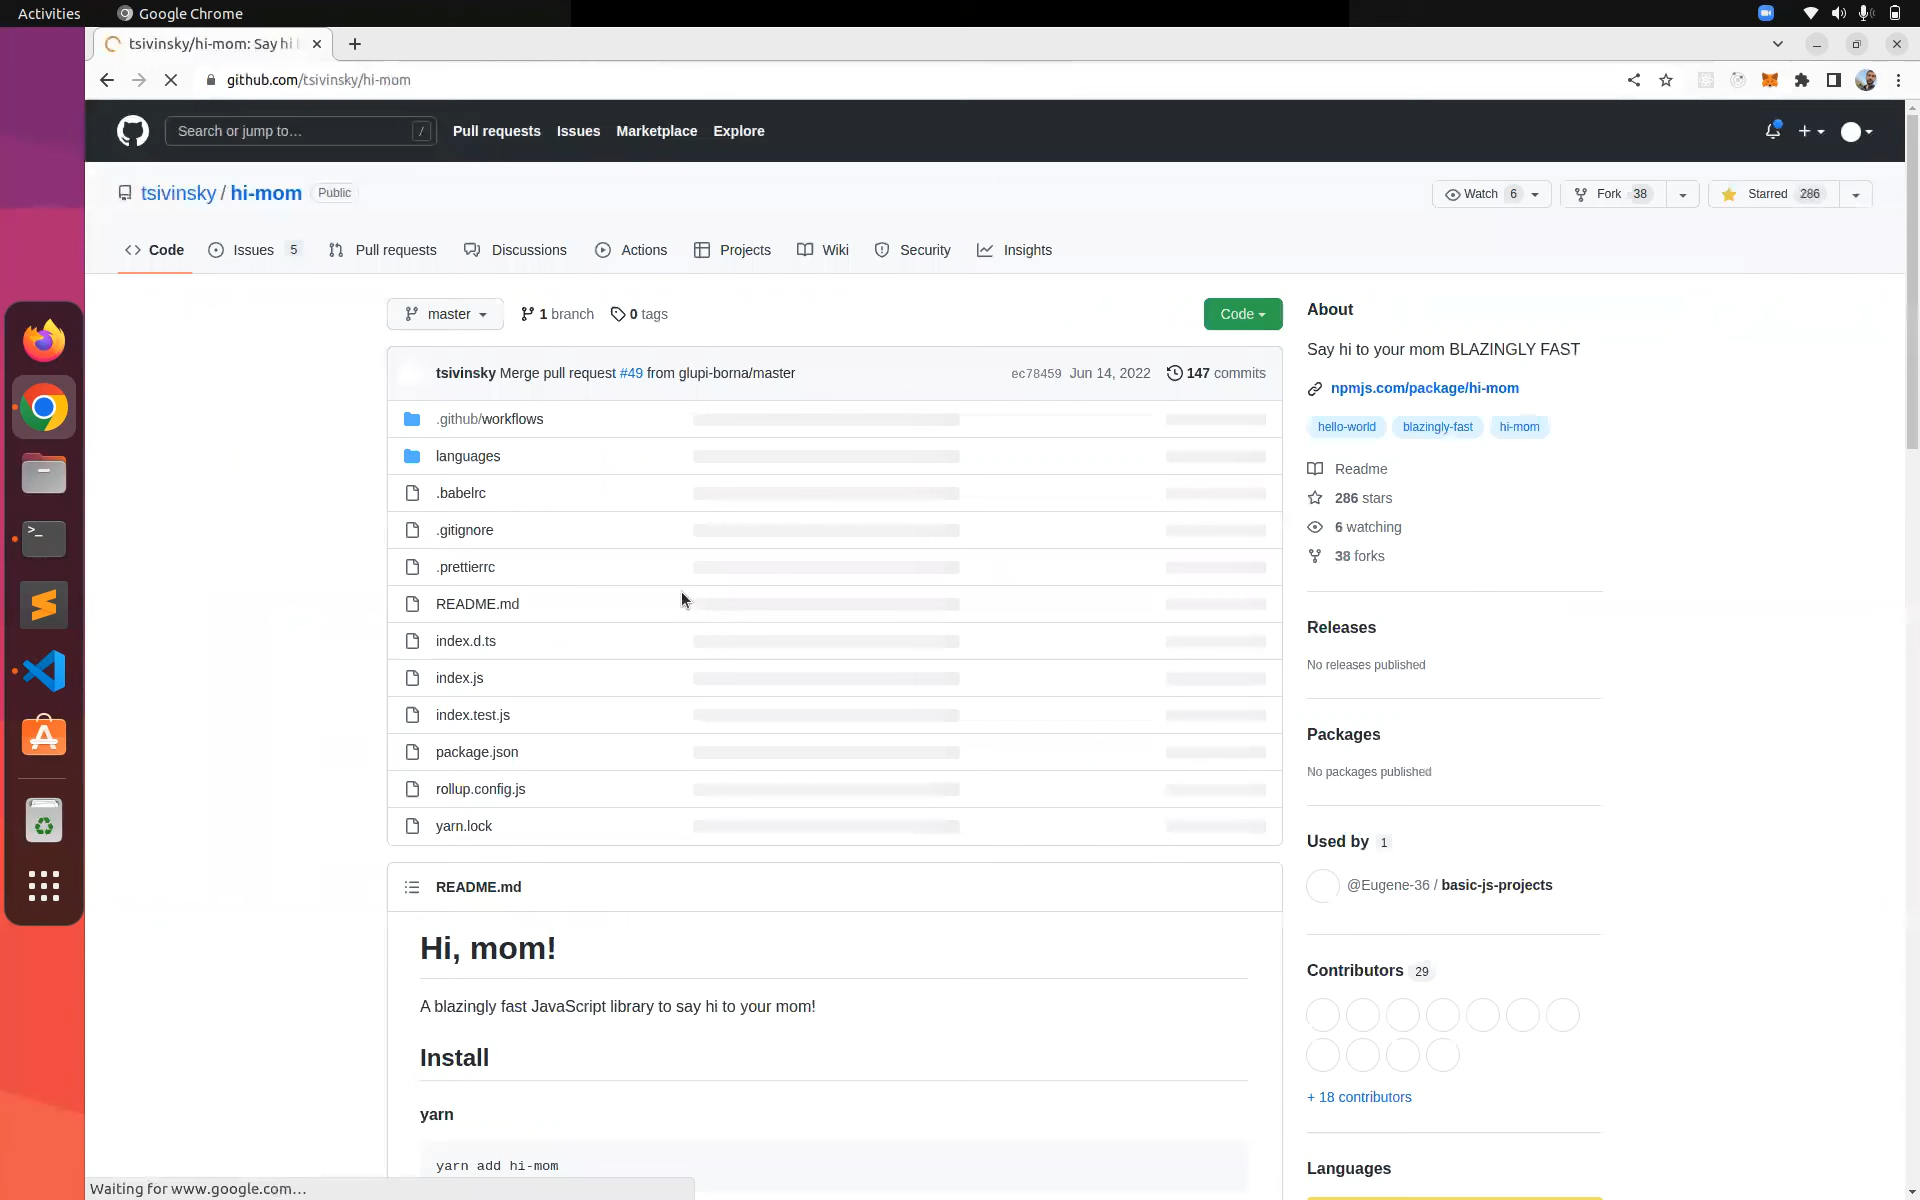 Activities
Google Chrome
tsivinsky/hi-mom: Say hi
github.com/tsivinsky/hi-mom
Search or jump to…
/
Pull requests
Issues
Marketplace
Explore
tsivinsky / hi-mom
Public
Watch 6
Fork 38
Starred 286
Code
Issues 5
Pull requests
Discussions
Actions
Projects
Wiki
Security
Insights
master
1 branch
0 tags
Code
tsivinsky Merge pull request #49 from glupi-borna/master
ec78459 Jun 14, 2022
147 commits
.github/workflows
languages
.babelrc
.gitignore
.prettierrc
README.md
index.d.ts
index.js
index.test.js
package.json
rollup.config.js
yarn.lock
README.md
Hi, mom!
A blazingly fast JavaScript library to say hi to your mom!
Install
yarn
yarn add hi-mom
About
Say hi to your mom BLAZINGLY FAST
npmjs.com/package/hi-mom
hello-world
blazingly-fast
hi-mom
Readme
286 stars
6 watching
38 forks
Releases
No releases published
Packages
No packages published
Used by 1
@Eugene-36 / basic-js-projects
Contributors 29
+ 18 contributors
Languages
Waiting for www.google.com…